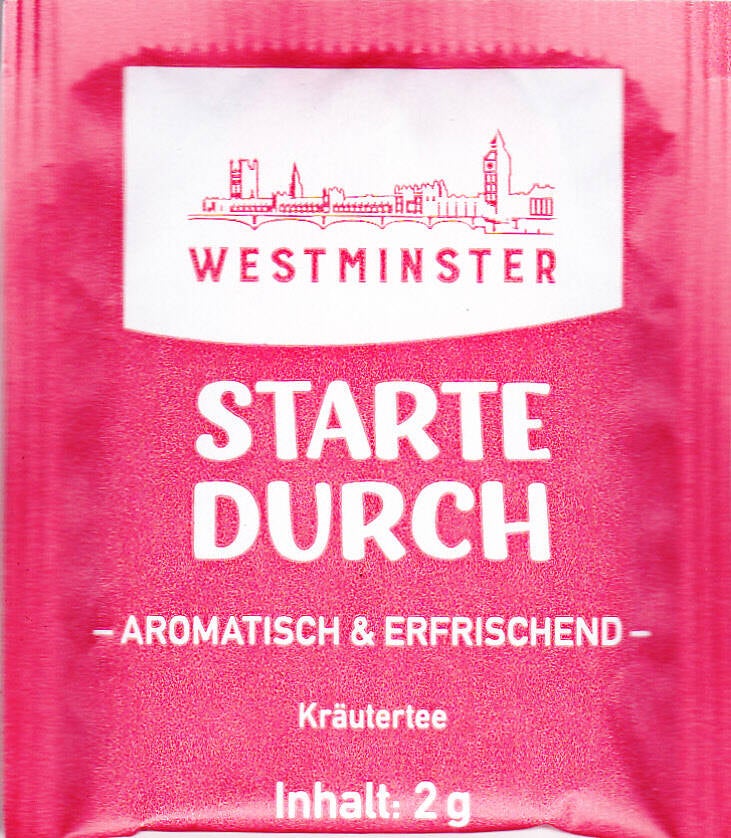 WESTMINSTER
STARTE
DURCH
– AROMATISCH & ERFRISCHEND –
Kräutertee
Inhalt: 2 g